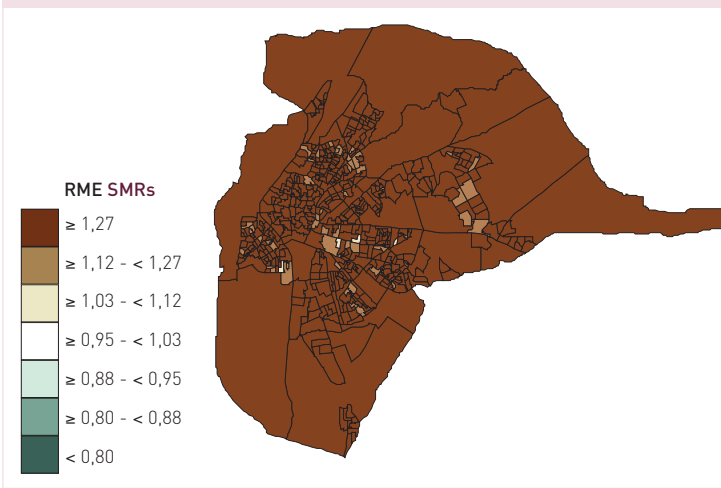 RME SMRs
≥ 1,27
≥ 1,12 - < 1,27
≥ 1,03 - < 1,12
≥ 0,95 - < 1,03
≥ 0,88 - < 0,95
≥ 0,80 - < 0,88
< 0,80